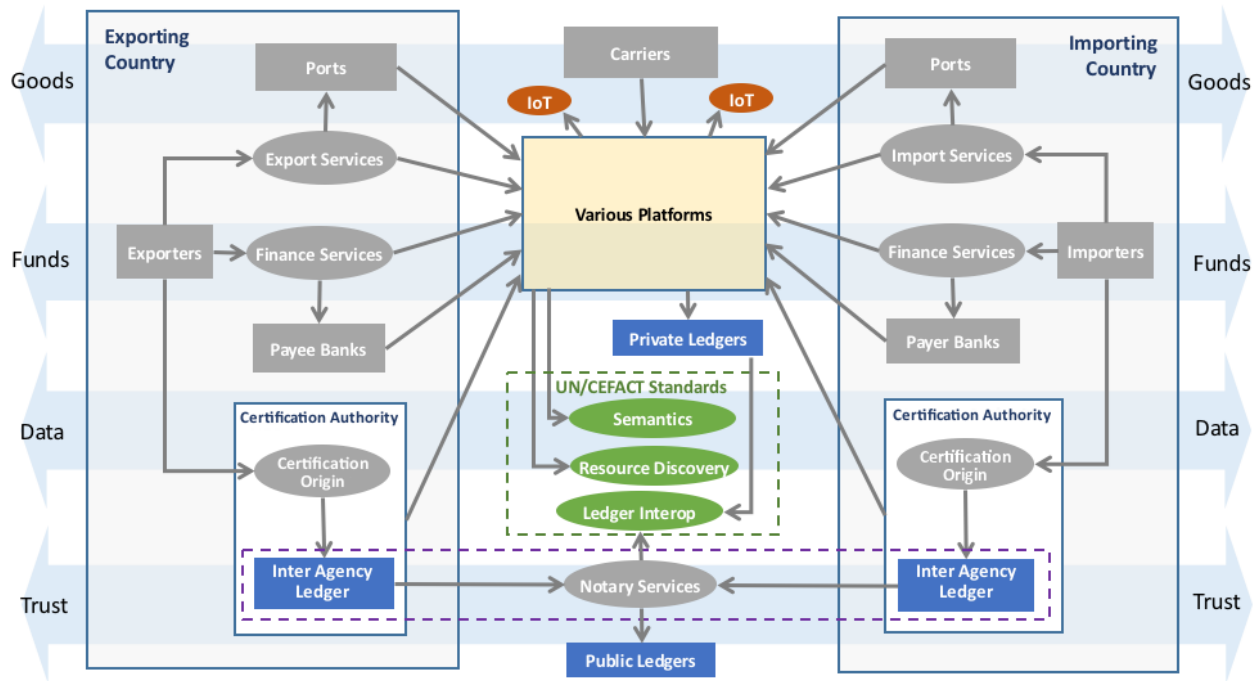 Exporting
Country
Importing
Country
Goods
Ports
Carriers
Ports
Goods
IoT
IoT
Export Services
Import Services
Various Platforms
Funds
Exporters
Finance Services
Finance Services
Importers
Funds
Payee Banks
Private Ledgers
Payer Banks
UN/CEFACT Standards
Data
Certification Authority
Semantics
Certification Authority
Data
Certification
Origin
Resource Discovery
Certification
Origin
Ledger Interop
Trust
Inter Agency
Ledger
Notary Services
Inter Agency
Ledger
Trust
Public Ledgers